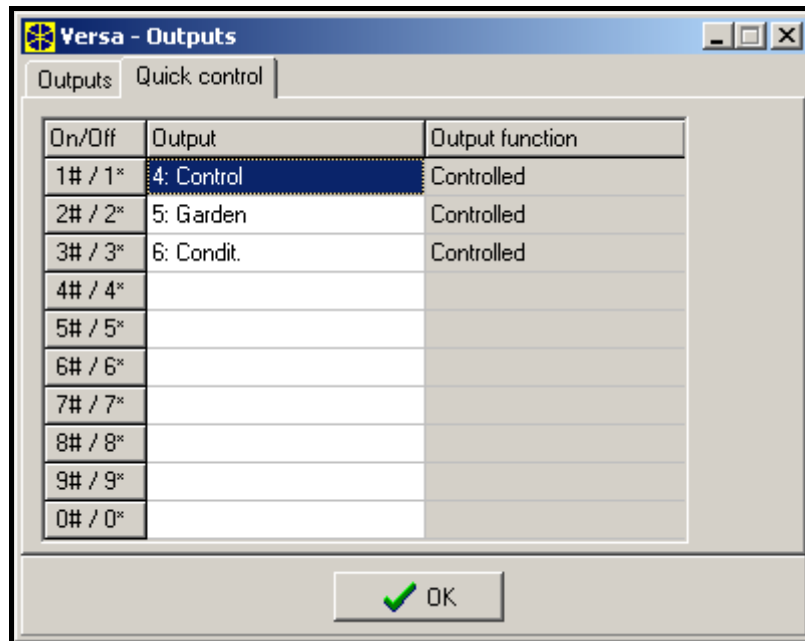 Versa - Outputs
Outputs Quick control
On/Off Output Output function
1# / 1* 4: Control Controlled
2# / 2* 5: Garden Controlled
3# / 3* 6: Condit. Controlled
4# / 4*
5# / 5*
6# / 6*
7# / 7*
8# / 8*
9# / 9*
0# / 0*
OK